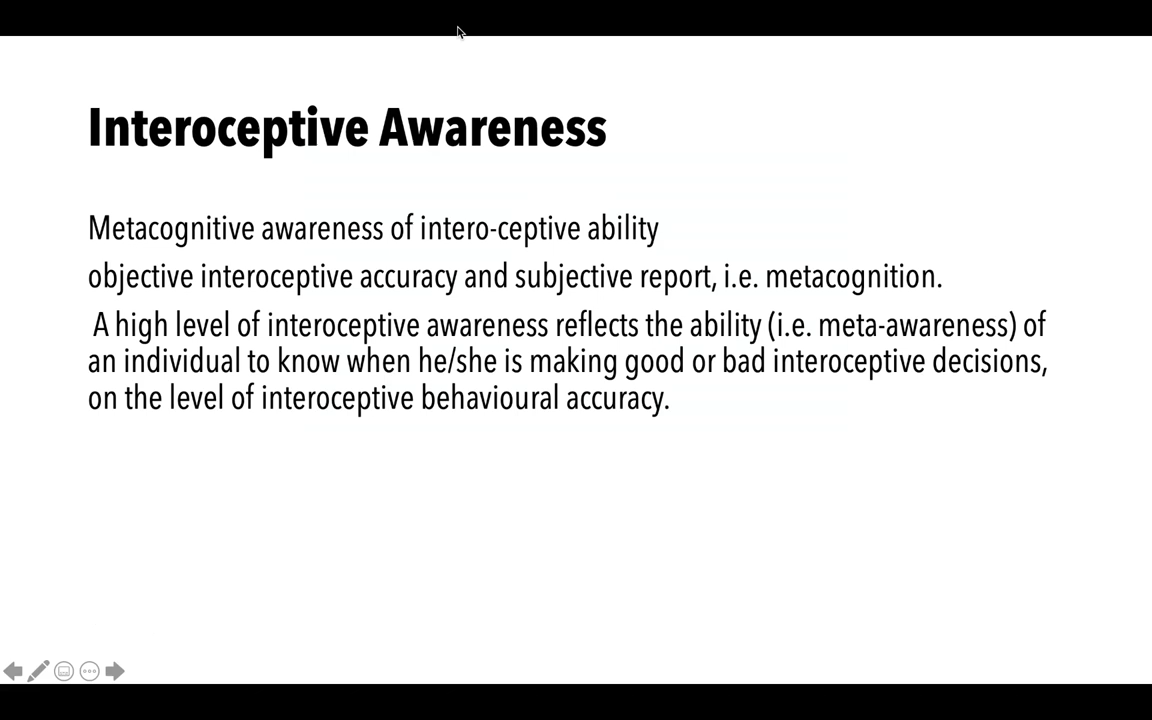 Interoceptive Awareness
Metacognitive awareness of intero-ceptive ability
objective interoceptive accuracy and subjective report, i.e. metacognition.
A high level of interoceptive awareness reflects the ability (i.e. meta-awareness) of
an individual to know when he/she is making good or bad interoceptive decisions,
on the level of interoceptive behavioural accuracy.